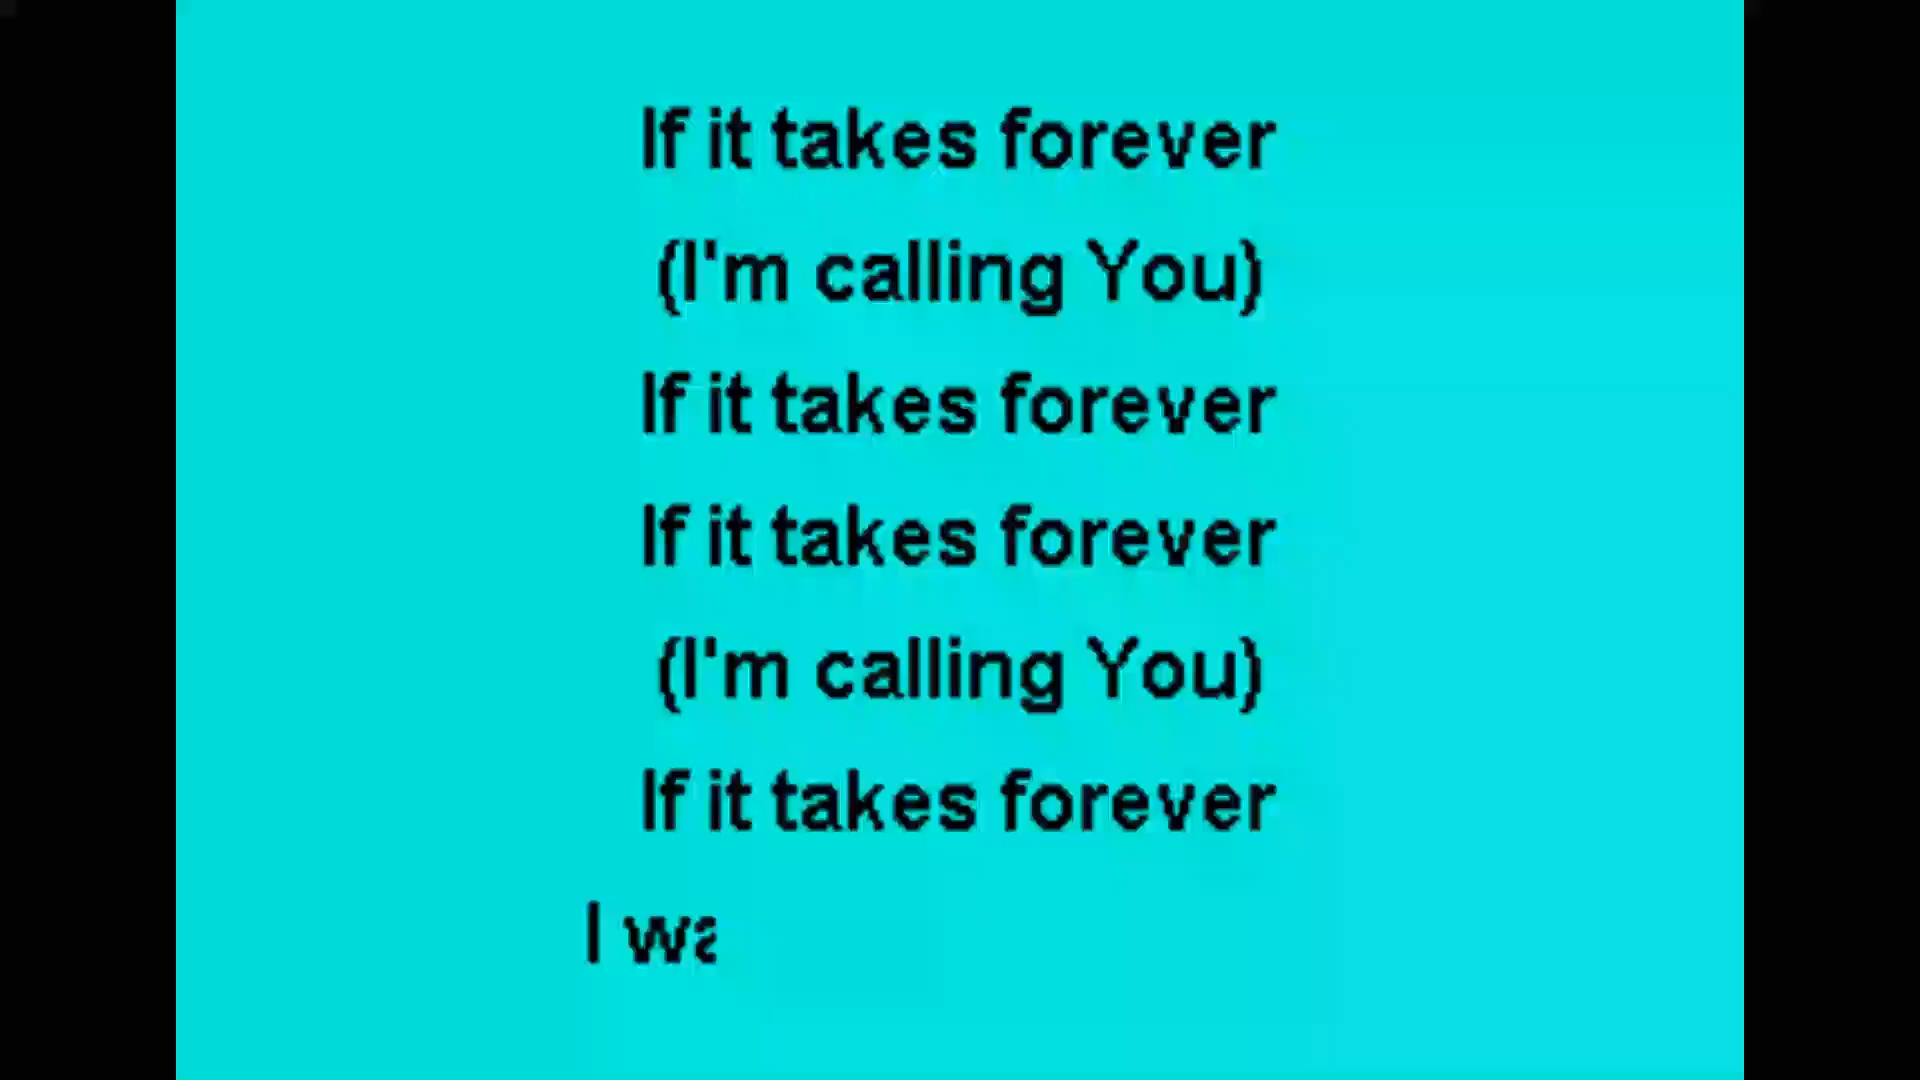 If it takes forever
(I'm calling You)
If it takes forever
If it takes forever
(I'm calling You)
If it takes forever
I